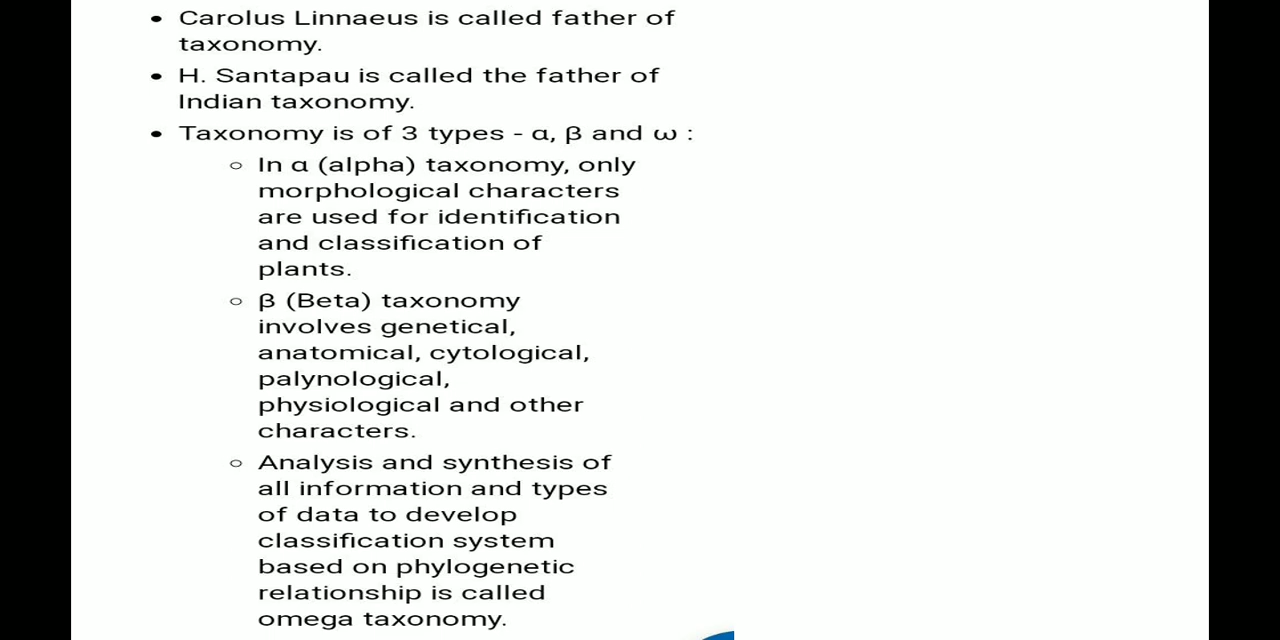 • Carolus Linnaeus is called father of
taxonomy.
• H. Santapau is called the father of
Indian taxonomy.
• Taxonomy is of 3 types - α, β and ω :
○ In α (alpha) taxonomy, only
morphological characters
are used for identification
and classification of
plants.
○ β (Beta) taxonomy
involves genetical,
anatomical, cytological,
palynological,
physiological and other
characters.
○ Analysis and synthesis of
all information and types
of data to develop
classification system
based on phylogenetic
relationship is called
omega taxonomy.